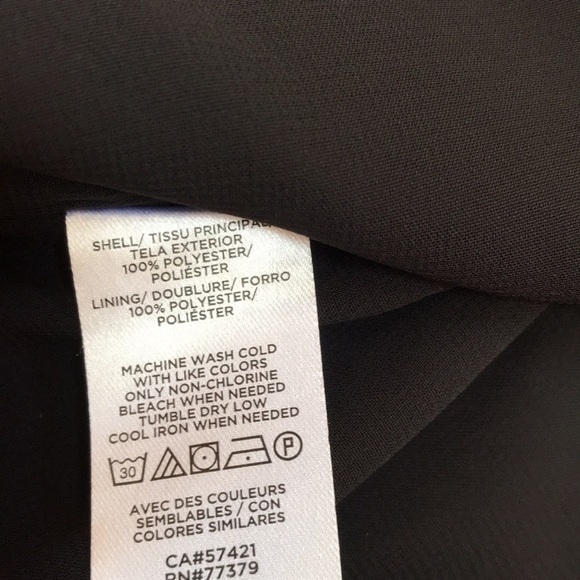 SHELL/ TISSU PRINCIPAL/
TELA EXTERIOR
100% POLYESTER/
POLIÉSTER
LINING/ DOUBLURE/ FORRO
100% POLYESTER/
POLIÉSTER
MACHINE WASH COLD
WITH LIKE COLORS
ONLY NON-CHLORINE
BLEACH WHEN NEEDED
TUMBLE DRY LOW
COOL IRON WHEN NEEDED
30 P
AVEC DES COULEURS
SEMBLABLES / CON
COLORES SIMILARES
CA#57421
RN#77379